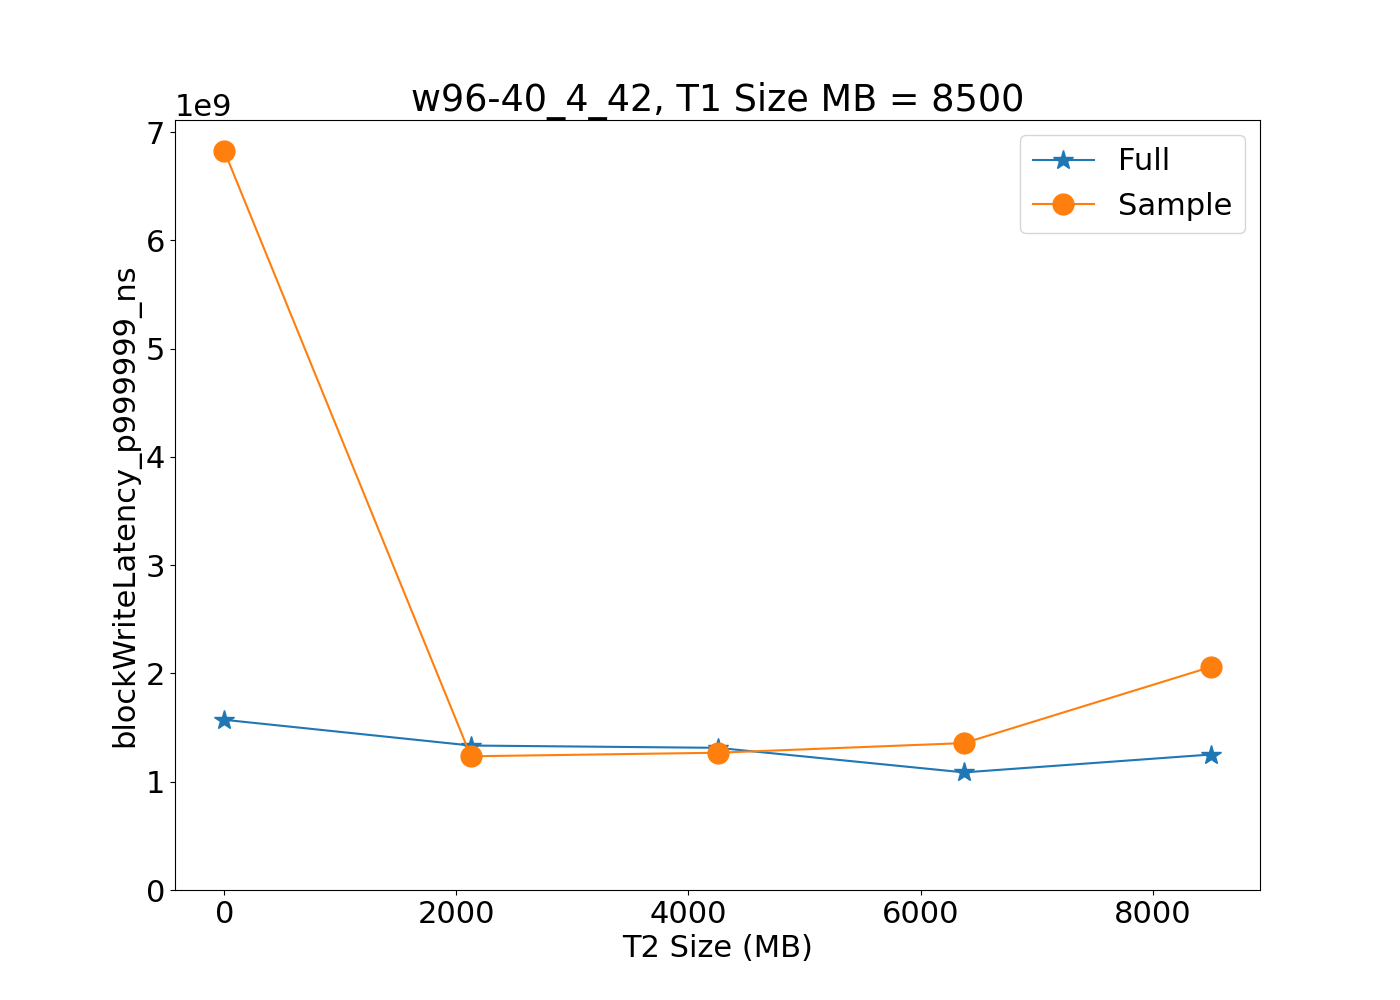 w96-40_4_42, T1 Size MB = 8500
1e9
7
6
5
4
3
2
1
0
blockWriteLatency_p999999_ns
Full
Sample
0 2000 4000 6000 8000
T2 Size (MB)